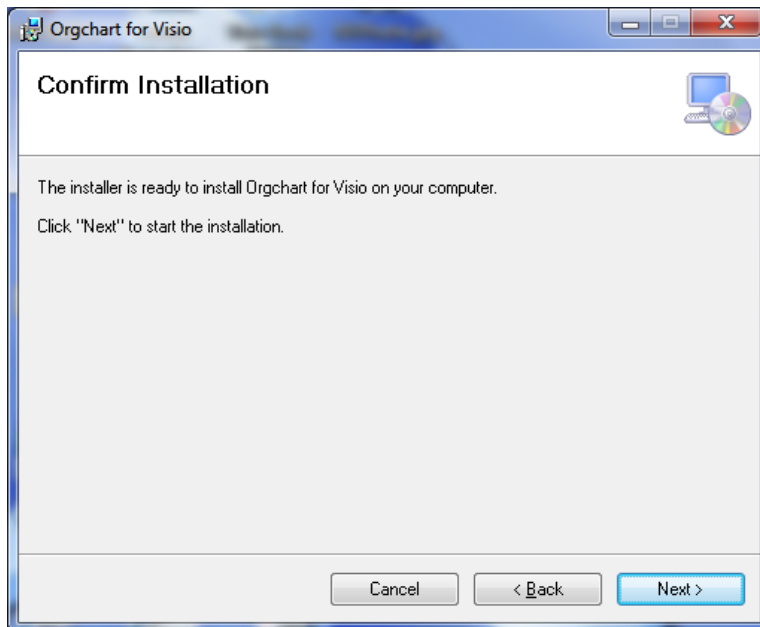 Orgchart for Visio
Confirm Installation
The installer is ready to install Orgchart for Visio on your computer.
Click "Next" to start the installation.
Cancel
< Back
Next >